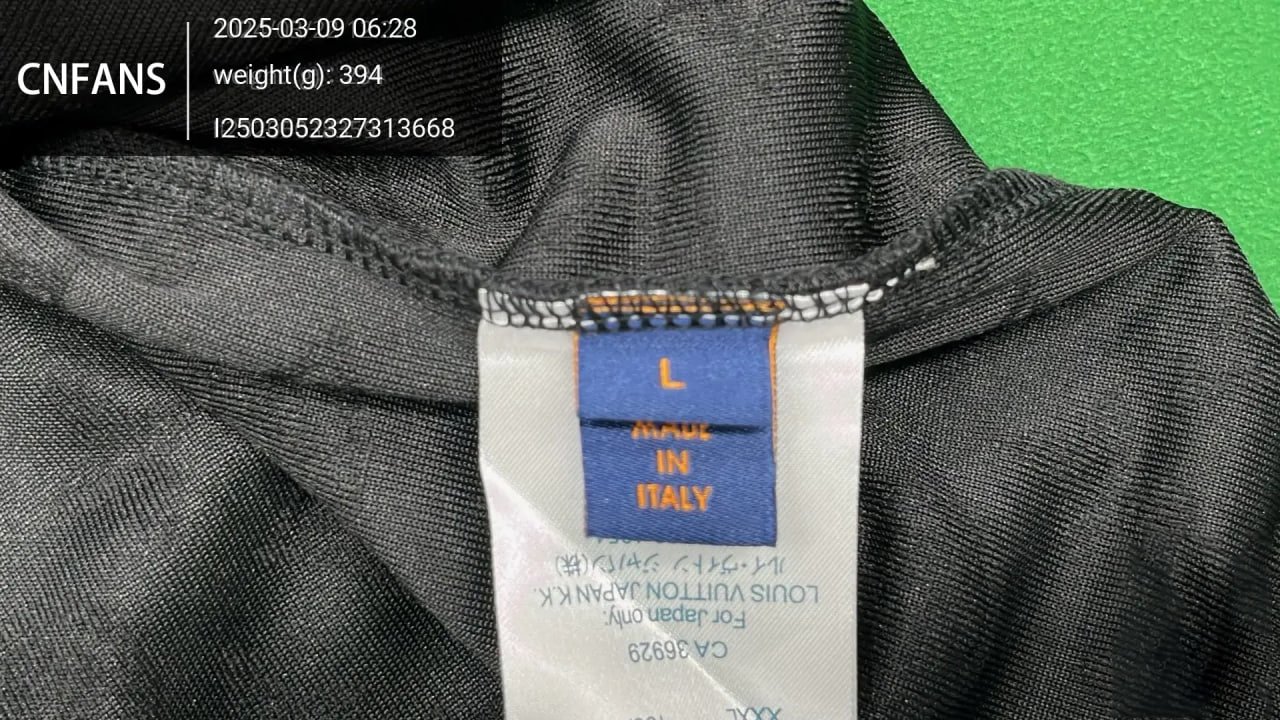 2025-03-09 06:28
CNFANS
weight(g): 394
I2503052327313668
L
MADE
IN
ITALY
ルイ・ヴィトン ジャパン(株)
LOUIS VUITTON JAPAN K.K.
For Japan only:
CA 36929
XXXL